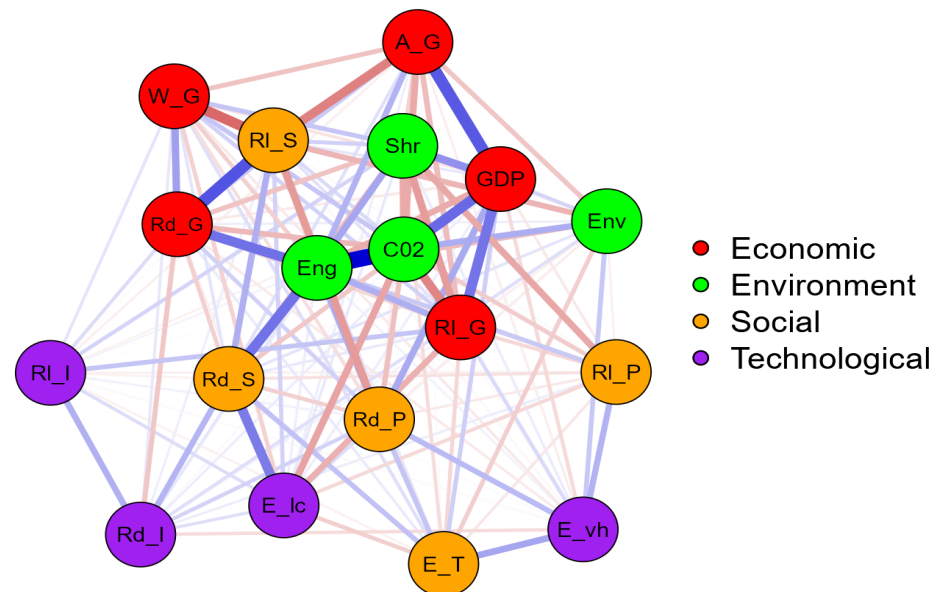 A_G
W_G
Rl_S
Shr
GDP
Rd_G
Env
C02
Eng
Rl_G
Rl_I
Rd_S
Rl_P
Rd_P
E_lc
E_vh
Rd_I
E_T
Economic
Environment
Social
Technological